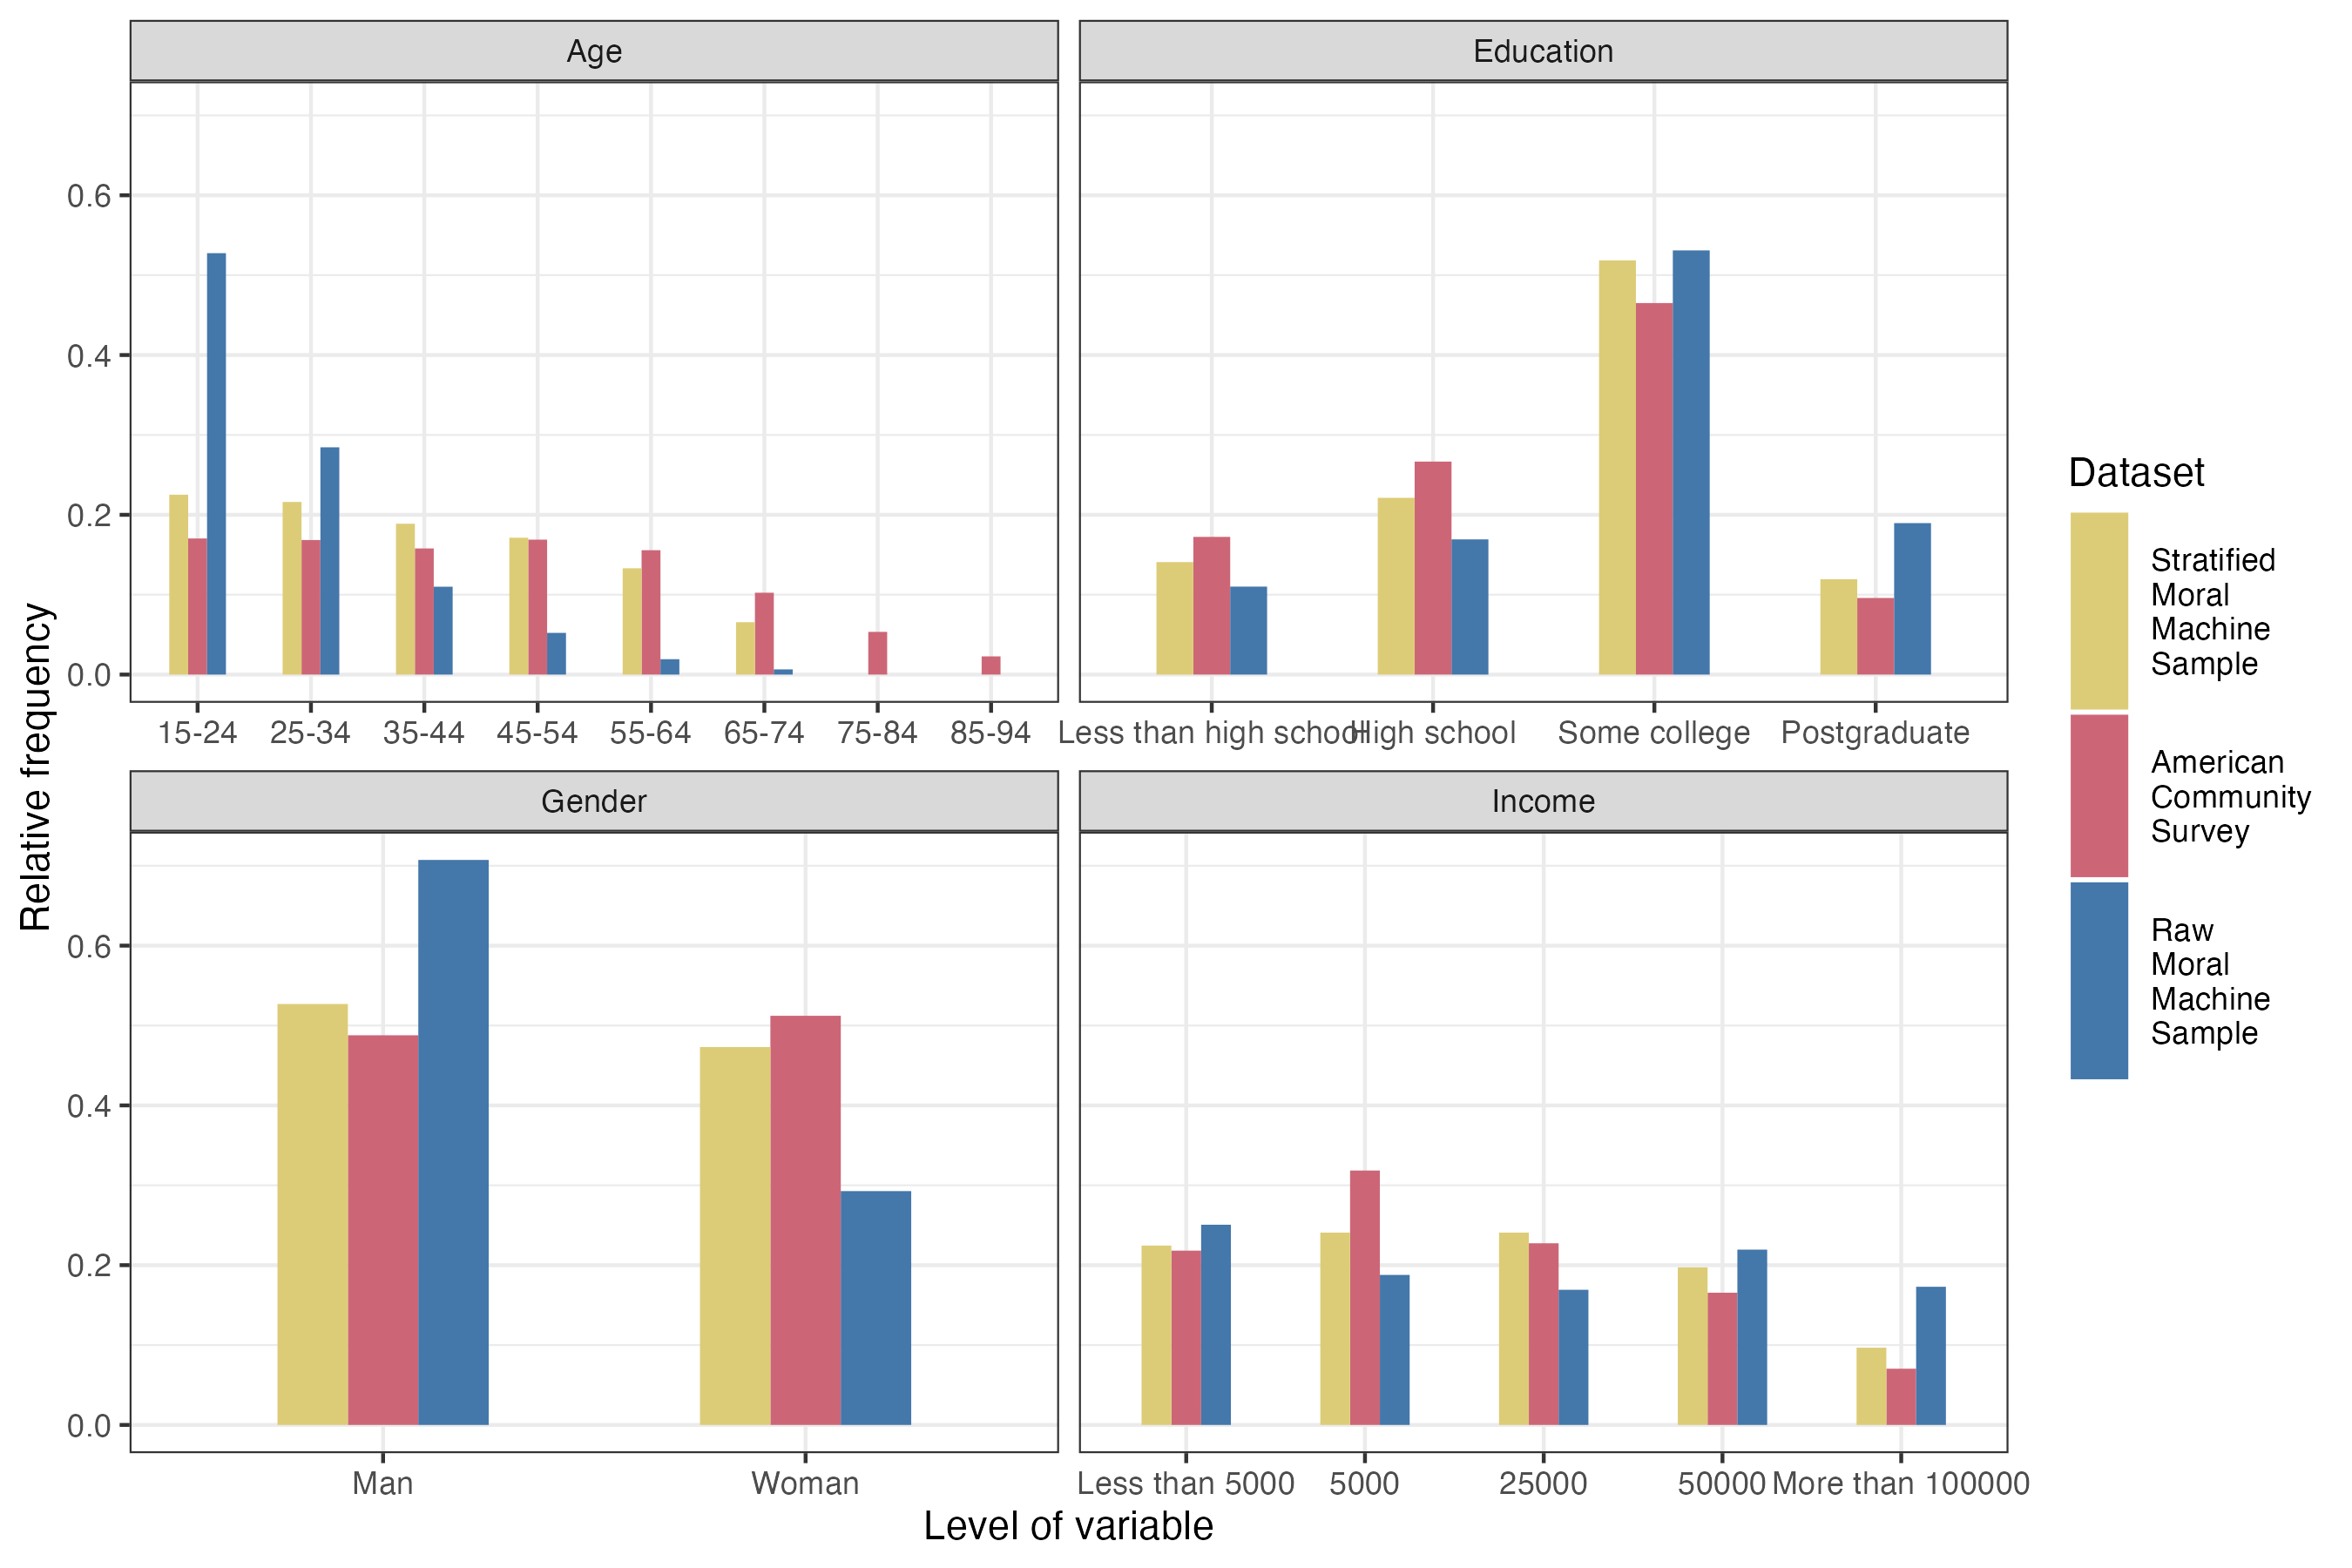 Age
Education
0.6
0.4
0.2
0.0
15-24 25-34 35-44 45-54 55-64 65-74 75-84 85-94
Less than high school High school Some college Postgraduate
Gender
Income
0.6
0.4
0.2
0.0
Man Woman
Less than 5000 5000 25000 50000 More than 100000
Relative frequency
Level of variable
Dataset
Stratified
Moral
Machine
Sample
American
Community
Survey
Raw
Moral
Machine
Sample